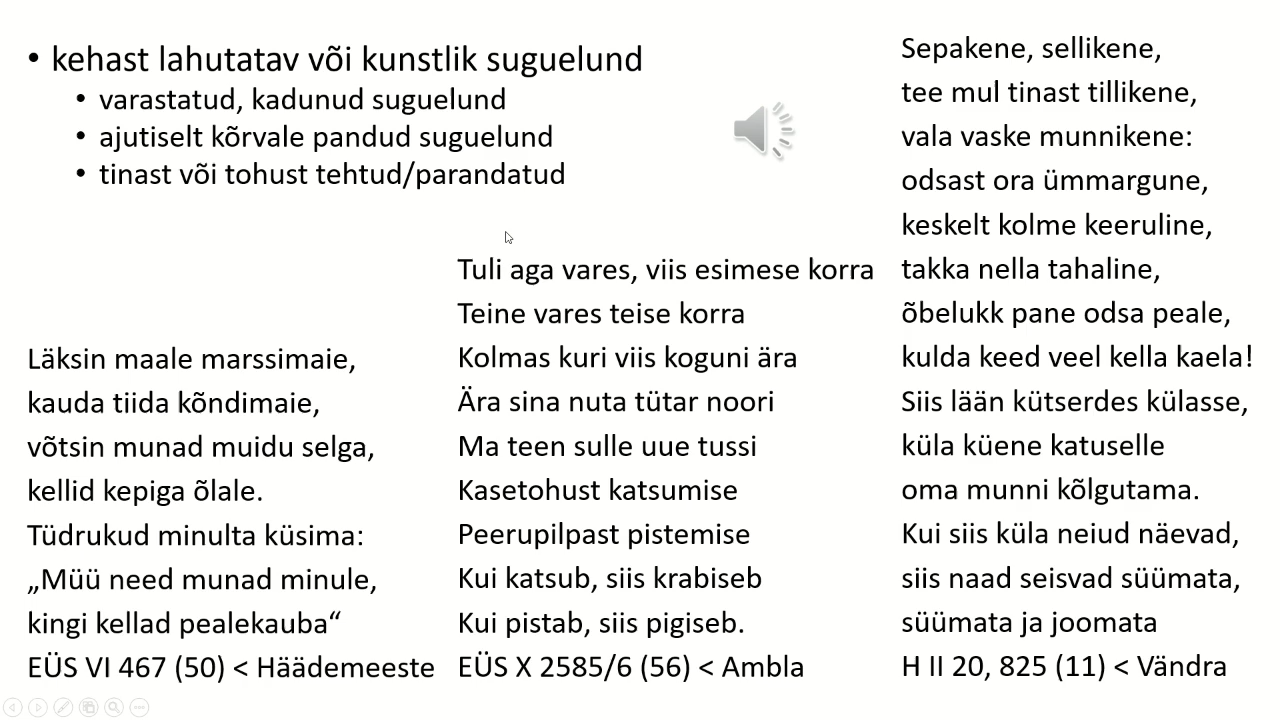 • kehast lahutatav või kunstlik suguelund
• varastatud, kadunud suguelund
• ajutiselt kõrvale pandud suguelund
• tinast või tohust tehtud/parandatud
Läksin maale marssimaie,
kauda tiida kõndimaie,
võtsin munad muidu selga,
kellid kepiga õlale.
Tüdrukud minulta küsima:
„Müü need munad minule,
kingi kellad pealekauba“
EÜS VI 467 (50) < Häädemeeste
Tuli aga vares, viis esimese korra
Teine vares teise korra
Kolmas kuri viis koguni ära
Ära sina nuta tütar noori
Ma teen sulle uue tussi
Kasetohust katsumise
Peerupilpast pistemise
Kui katsub, siis krabiseb
Kui pistab, siis pigiseb.
EÜS X 2585/6 (56) < Ambla
Sepakene, sellikene,
tee mul tinast tillikene,
vala vaske munnikene:
odsast ora ümmargune,
keskelt kolme keeruline,
takka nella tahaline,
õbelukk pane odsa peale,
kulda keed veel kella kaela!
Siis lään kütserdes külasse,
küla küene katuselle
oma munni kõlgutama.
Kui siis küla neiud näevad,
siis naad seisvad süümata,
süümata ja joomata
H II 20, 825 (11) < Vändra